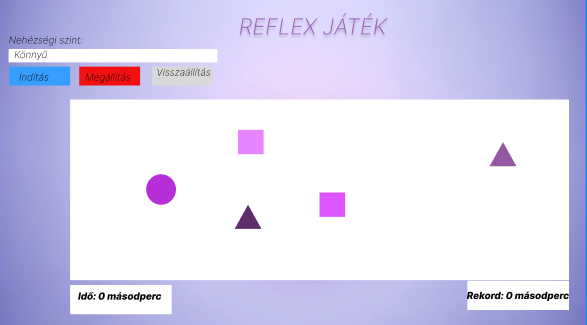 REFLEX JÁTÉK
Nehézségi szint:
Könnyű
Indítás
Megállítás
Visszaállítás
Idő: 0 másodperc
Rekord: 0 másodperc